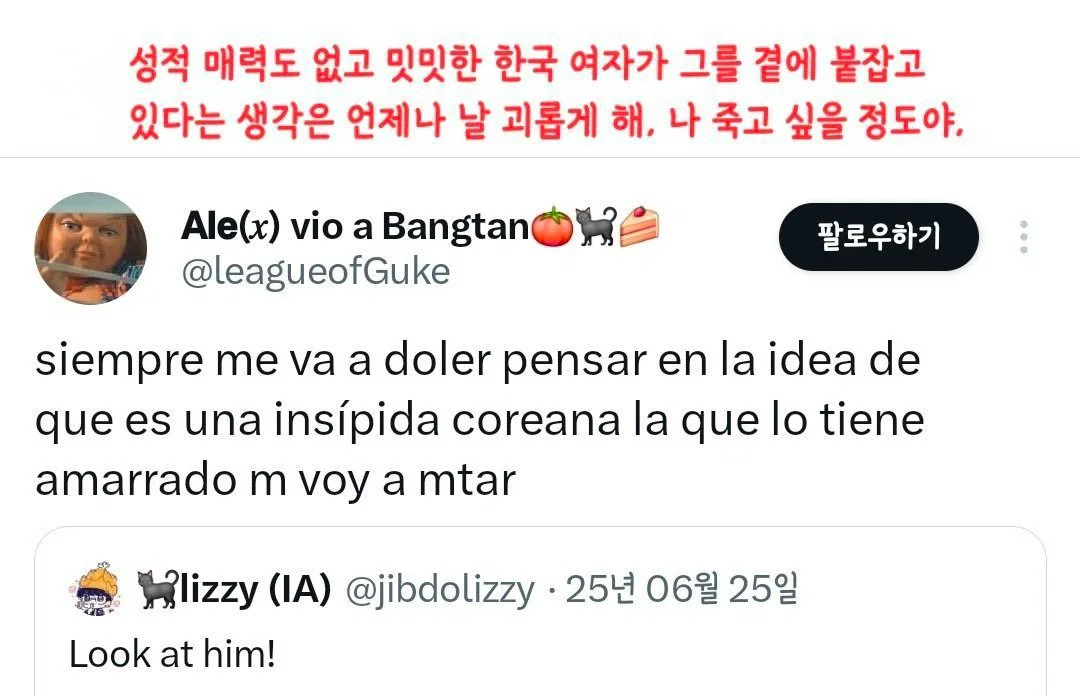 성적 매력도 없고 밋밋한 한국 여자가 그를 곁에 붙잡고
있다는 생각은 언제나 날 괴롭게 해, 나 죽고 싶을 정도야,
Ale(x) vio a Bangtan🍅🐈‍⬛🍰
팔로우하기
@leagueofGuke
siempre me va a doler pensar en la idea de
que es una insípida coreana la que lo tiene
amarrado m voy a mtar
🐈‍⬛lizzy (IA) @jibdolizzy · 25년 06월 25일
Look at him!